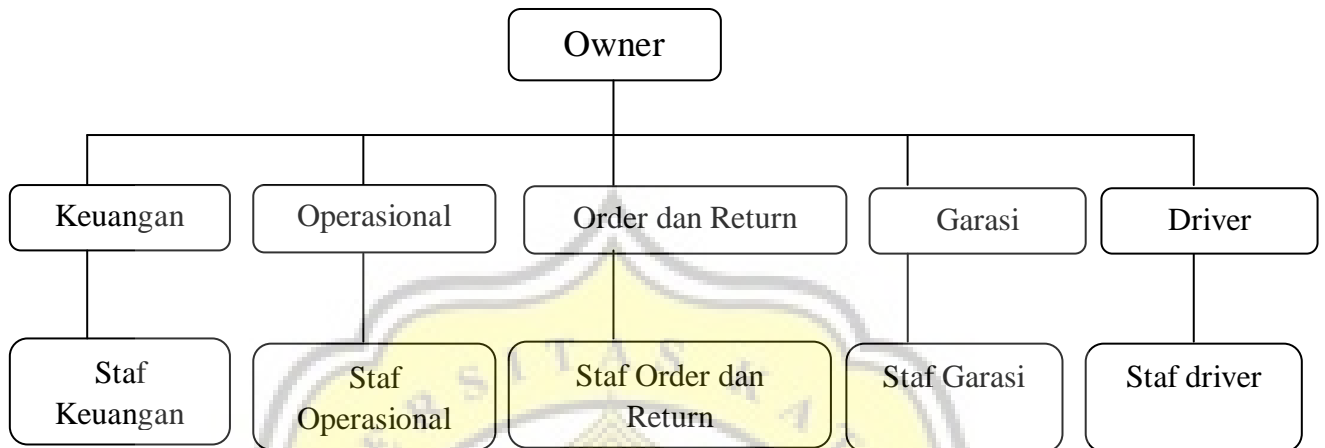 Owner
Keuangan
Operasional
Order dan Return
Garasi
Driver
Staf
Keuangan
Staf
Operasional
Staf Order dan
Return
Staf Garasi
Staf driver